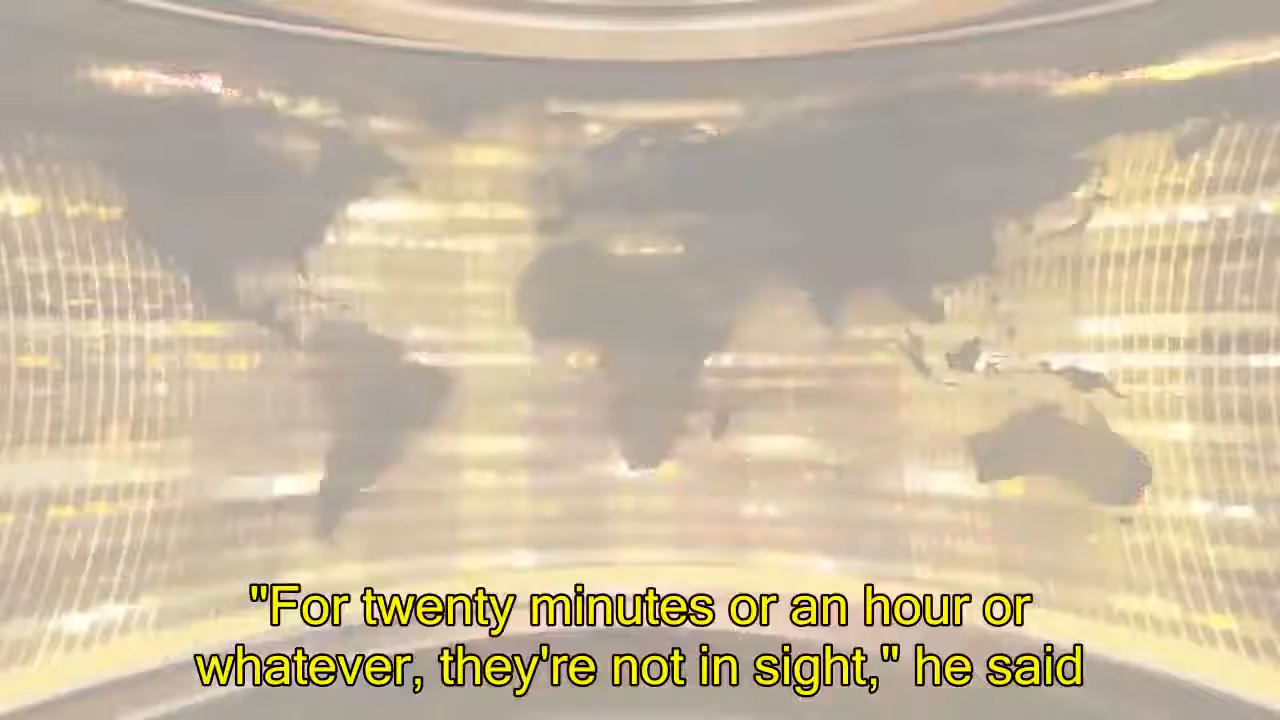 "For twenty minutes or an hour or
whatever, they're not in sight," he said